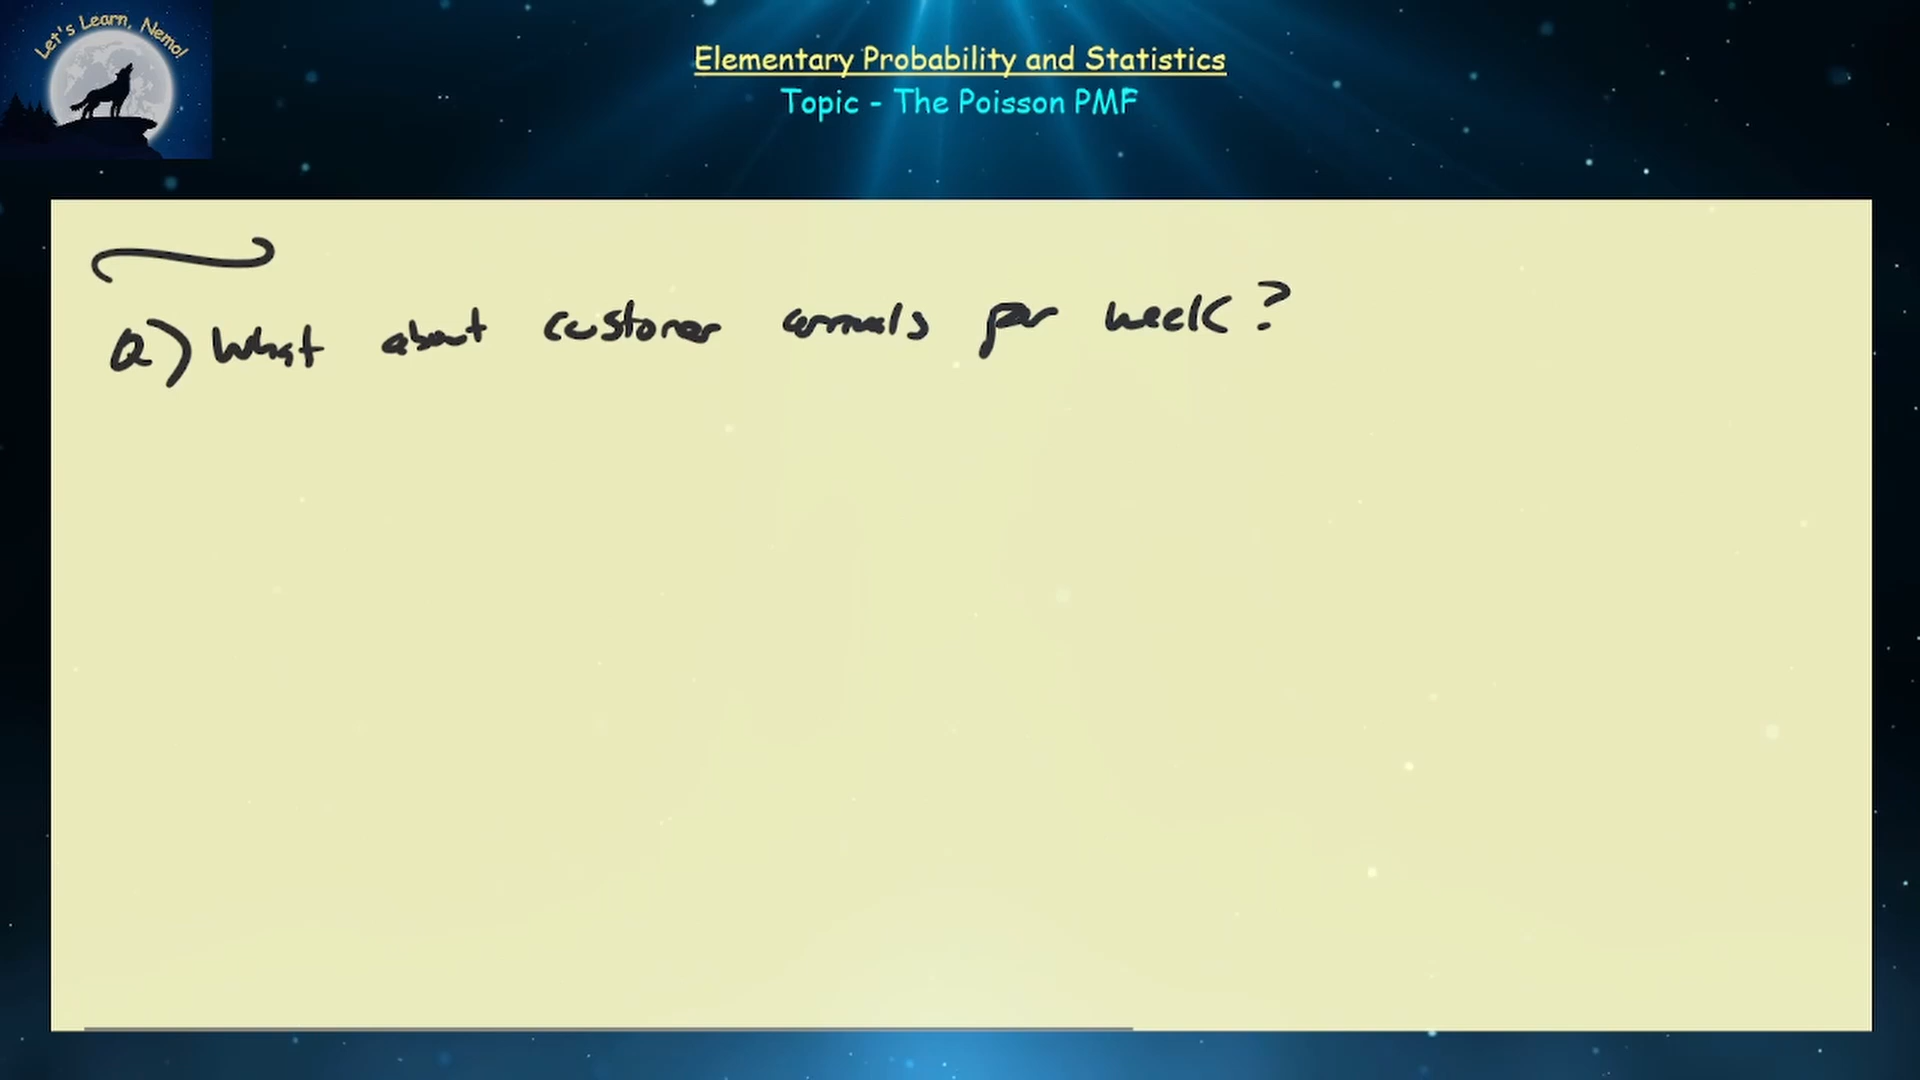 Let's Learn, Nemo!
Elementary Probability and Statistics
Topic - The Poisson PMF
Q) What about customer arrivals per week?